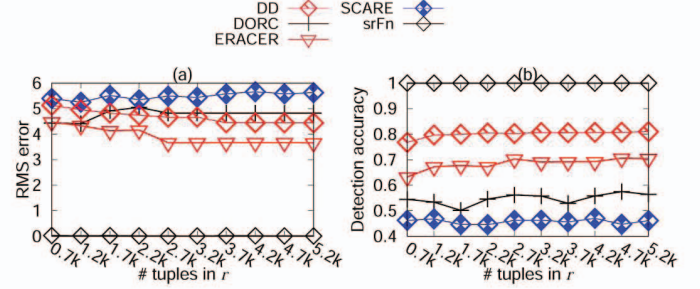 DD
DORC
ERACER
SCARE
srFn
(a)
RMS error
6
5
4
3
2
1
0
0.7k 1.2k 1.7k 2.2k 2.7k 3.2k 3.7k 4.2k 4.7k 5.2k
# tuples in r
(b)
Detection accuracy
1
0.9
0.8
0.7
0.6
0.5
0.4
0.7k 1.2k 1.7k 2.2k 2.7k 3.2k 3.7k 4.2k 4.7k 5.2k
# tuples in r